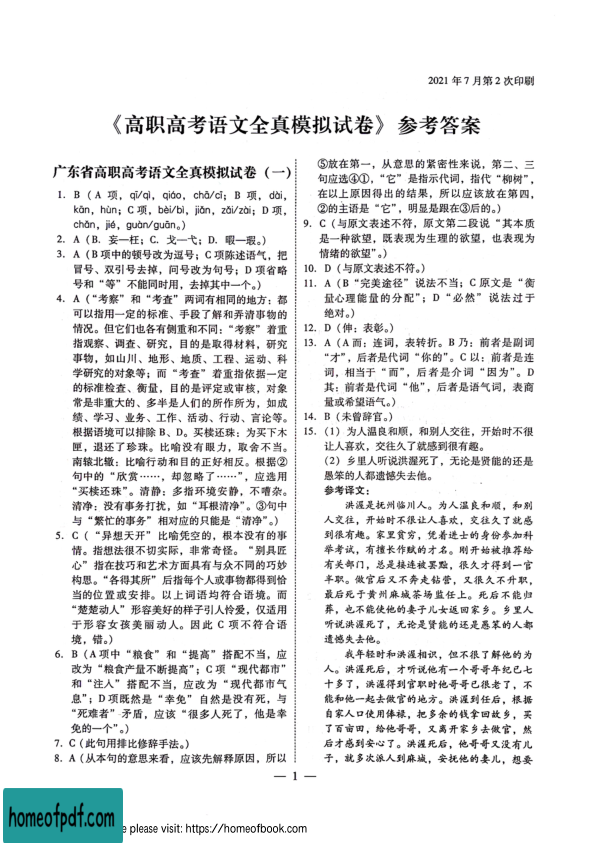 2021 年 7 月第 2 次印刷
《高职高考语文全真模拟试卷》参考答案
广东省高职高考语文全真模拟试卷（一）
1. B（A 项，qǐ/qì，qiáo，chǎ/cǐ；B 项，dài，
kān，hùn；C 项，bèi/bì，jiān，zǎi/zài；D 项，
chān，jié，guàn/guān。）
2. A（B. 妄—枉；C. 戈—弋；D. 暇—瑕。）
3. A（B 项中的顿号改为逗号；C 项陈述语气，把
冒号、双引号去掉，问号改为句号；D 项省略
号和“等”不能同时用，去掉其中一个。）
4. A（“考察”和“考查”两词有相同的地方：都
可以指用一定的标准、手段了解和弄清事物的
情况。但它们也各有侧重和不同：“考察”着重
指观察、调查、研究，目的是取得材料，研究
事物，如山川、地形、地质、工程、运动、科
学研究的对象等；而“考查”着重指依据一定
的标准检查、衡量，目的是评定或审核，对象
常是非重大的、多半是人们的所作所为，如成
绩、学习、业务、工作、活动、行动、言论等。
根据语境可以排除 B、D。买椟还珠：为买下木
匣，退还了珍珠。比喻没有眼力，取舍不当。
南辕北辙：比喻行动和目的正好相反。根据②
句中的“欣赏……，却忽略了……”，应选用
“买椟还珠”。清静：多指环境安静，不嘈杂。
清净：没有事务打扰，如“耳根清净”。③句中
与“繁忙的事务”相对应的只能是“清净”。）
5. C（“异想天开”比喻凭空的，根本没有的事
情。指想法很不切实际，非常奇怪。“别具匠
心”指在技巧和艺术方面具有与众不同的巧妙
构思。“各得其所”后指每个人或事物都得到恰
当的位置或安排。以上词语均符合语境。而
“楚楚动人”形容美好的样子引人怜爱，仅适用
于形容女孩美丽动人。因此 C 项不符合语
境，错。）
6. B（A 项中“粮食”和“提高”搭配不当，应
改为“粮食产量不断提高”；C 项“现代都市”
和“注人”搭配不当，应改为“现代都市气
息”；D 项既然是“幸免”自然是没有死，与
“死难者”矛盾，应该“很多人死了，他是幸
免的一个”。）
7. C（此句用排比修辞手法。）
8. A（从本句的意思来看，应该先解释原因，所以
⑤放在第一，从意思的紧密性来说，第二、三
句应选④①，“它”是指示代词，指代“柳树”，
在以上原因得出的结果，所以应该放在第四，
②的主语是“它”，明显是跟在③后的。）
9. C（与原文表述不符，原文第二段说“其本质
是一种欲望，既表现为生理的欲望，也表现为
情绪的欲望”。）
10. D（与原文表述不符。）
11. A（B“完美途径”说法不当；C 原文是“衡
量心理能量的分配”；D“必然”说法过于
绝对。）
12. D（伸：表彰。）
13. A（A 而：连词，表转折。B 乃：前者是副词
“才”，后者是代词“你的”。C 以：前者是连
词，相当于“而”，后者是介词“因为”。D
其：前者是代词“他”，后者是语气词，表商
量或希望语气。）
14. B（未曾辞官。）
15.（1）为人温良和顺，和别人交往，开始时不很
让人喜欢，交往久了就感到很有趣。
（2）乡里人听说洪渥死了，无论是贤能的还是
愚笨的人都遗憾失去他。
参考译文：
洪渥是抚州临川人。为人温良和顺，和别
人交往，开始时不很让人喜欢，交往久了就感
到很有趣。家里贫穷，凭着进士的身份参加科
举考试，有擅长作赋的才名。刚开始被推荐给
有关部门，总是接连被罢黜，很久才得到一官
半职。做官后又不奔走钻营，又很久不升职，
最后死于黄州麻城茶场监任上。死后不能归
葬，也不能使他的妻子儿女返回家乡。乡里人
听说洪渥死了，无论是贤能的还是愚笨的人都
遗憾失去他。
我年轻时和洪渥相识，但不很了解他的为
人。洪渥死后，才听说他有一个哥哥年纪已七
十多了，洪渥得到官职时他哥哥已很老了，不
能和他一起去做官的地方。洪渥到任后，根据
自家人口使用俸禄，把多余的钱拿回故乡，买
了百亩田，给他哥哥，又离开家乡去做官，然
后才感到安心了。洪渥死后，他哥哥又没有儿
子，就多次派人到麻城，安抚他的妻儿，想要
— 1 —
homeofpdf.com
e please visit: https://homeofbook.com